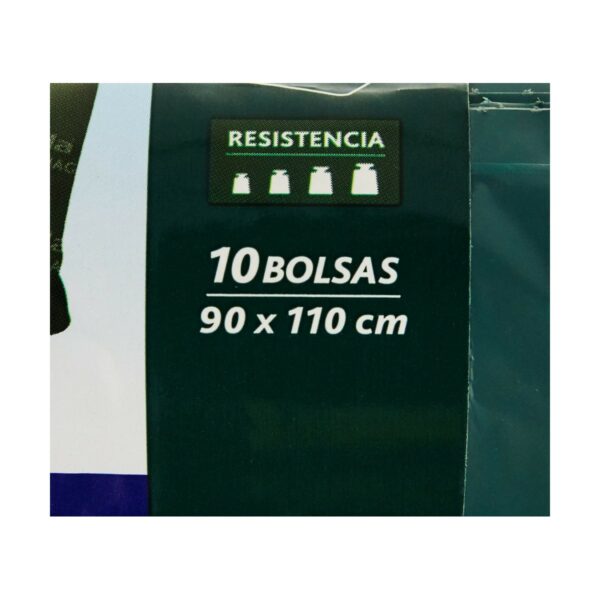 RESISTENCIA
10 BOLSAS
90 x 110 cm